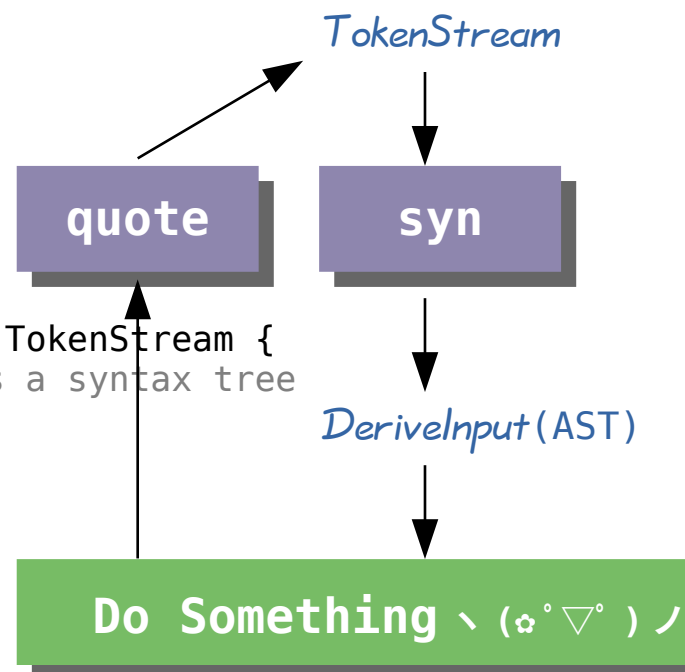 TokenStream
quote
syn
TokenStream {
s a syntax tree
DeriveInput(AST)
Do Something ヽ(✿ﾟ▽ﾟ)ノ